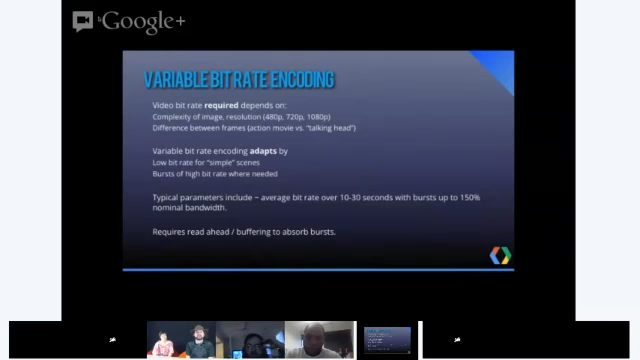 Google+
VARIABLE BIT RATE ENCODING
Video bit rate required depends on:
Complexity of image, resolution (480p, 720p, 1080p)
Difference between frames (action movie vs. "talking head")
Variable bit rate encoding adapts by
Low bit rate for "simple" scenes
Bursts of high bit rate where needed
Typical parameters include ~ average bit rate over 10-30 seconds with bursts up to 150%
nominal bandwidth.
Requires read ahead / buffering to absorb bursts.